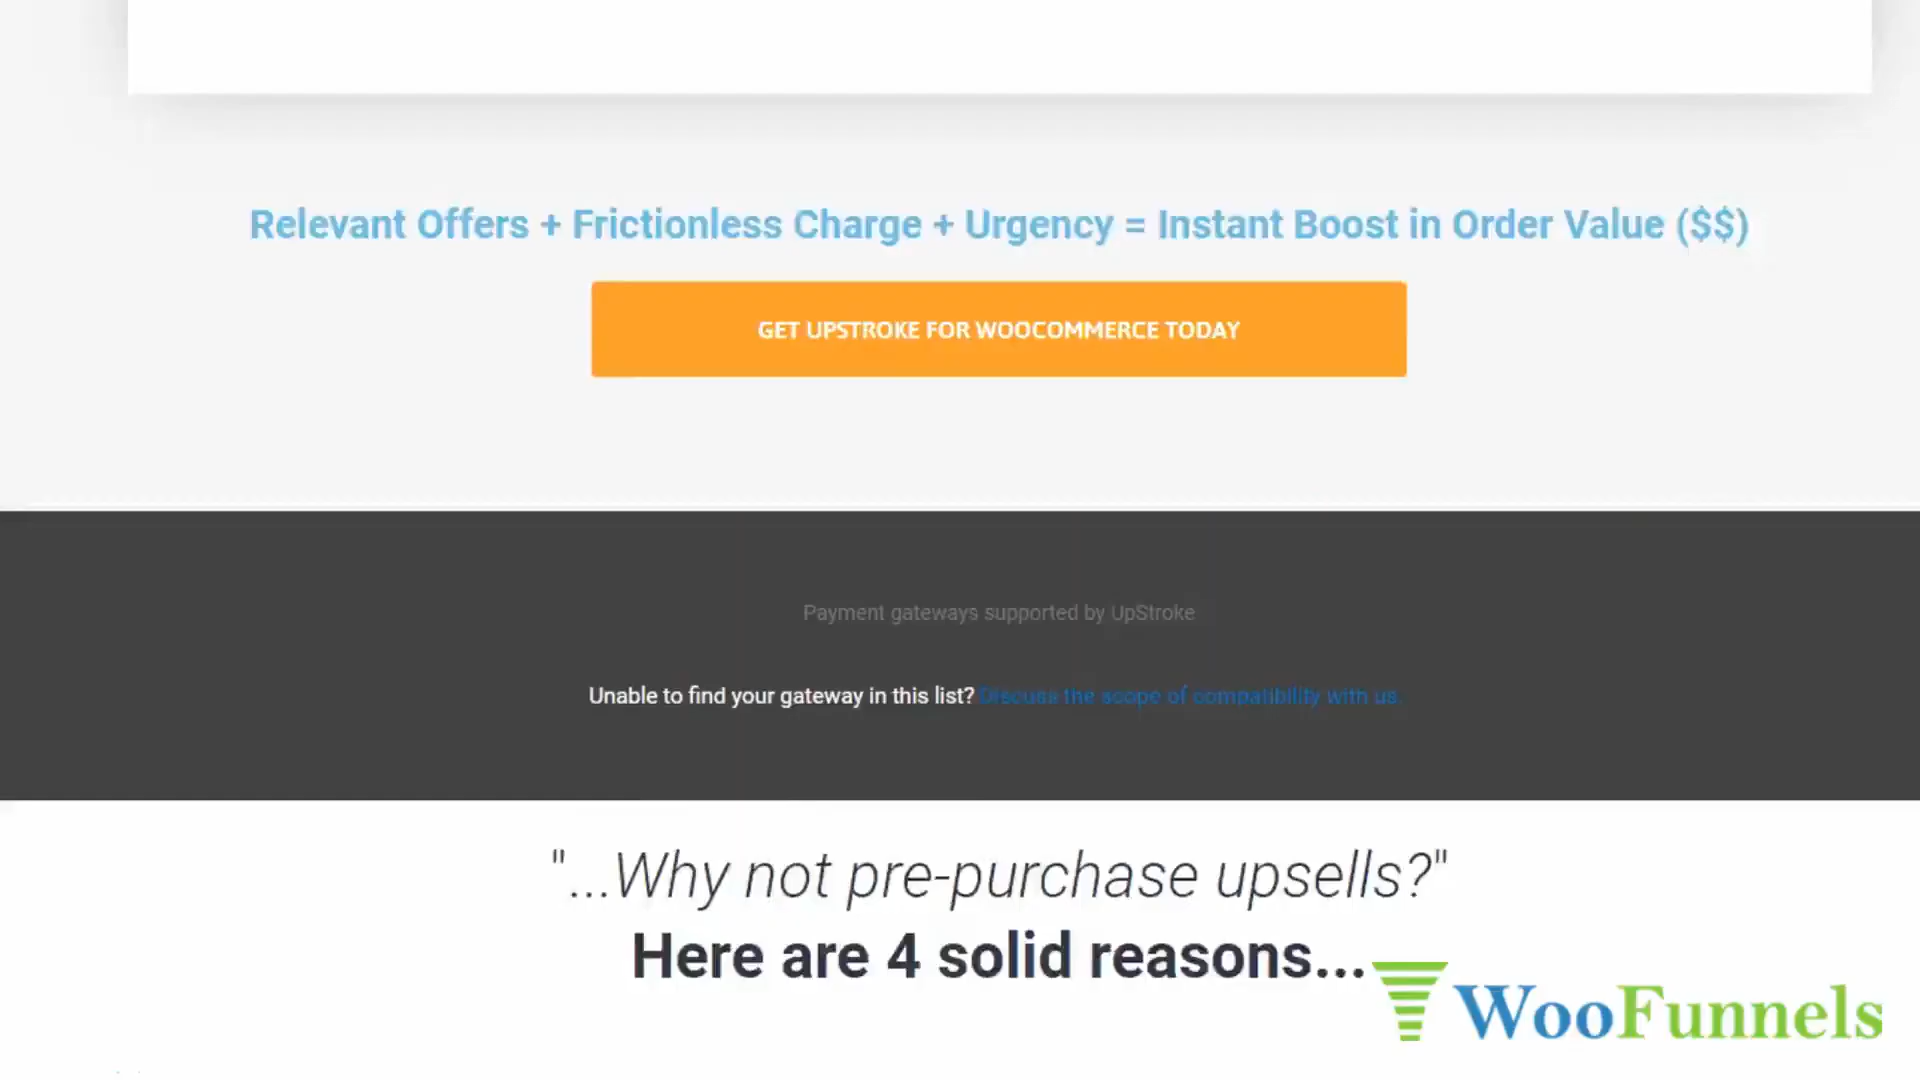 Relevant Offers + Frictionless Charge + Urgency = Instant Boost in Order Value ($$)
GET UPSTROKE FOR WOOCOMMERCE TODAY
Payment gateways supported by UpStroke
Unable to find your gateway in this list? Discuss the scope of compatibility with us.
"...Why not pre-purchase upsells?"
Here are 4 solid reasons...
WooFunnels